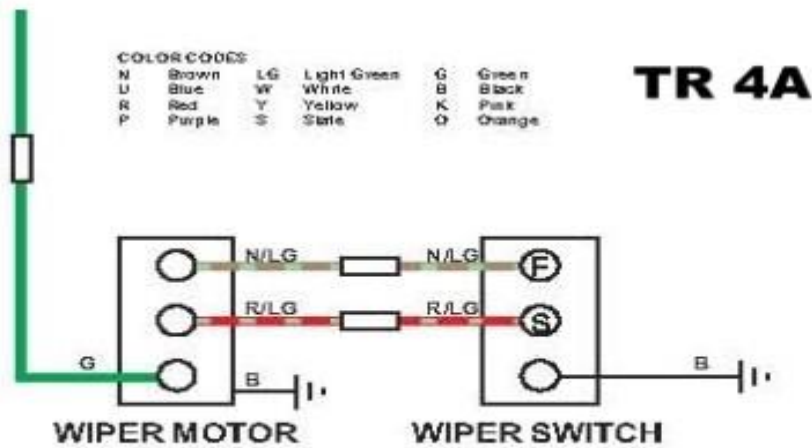 COLOR CODES
N Brown LG Light Green G Green
U Blue W White B Black
R Red Y Yellow K Pink
P Purple S Slate O Orange
TR 4A
N/LG N/LG F
R/LG R/LG S
G B B
WIPER MOTOR WIPER SWITCH